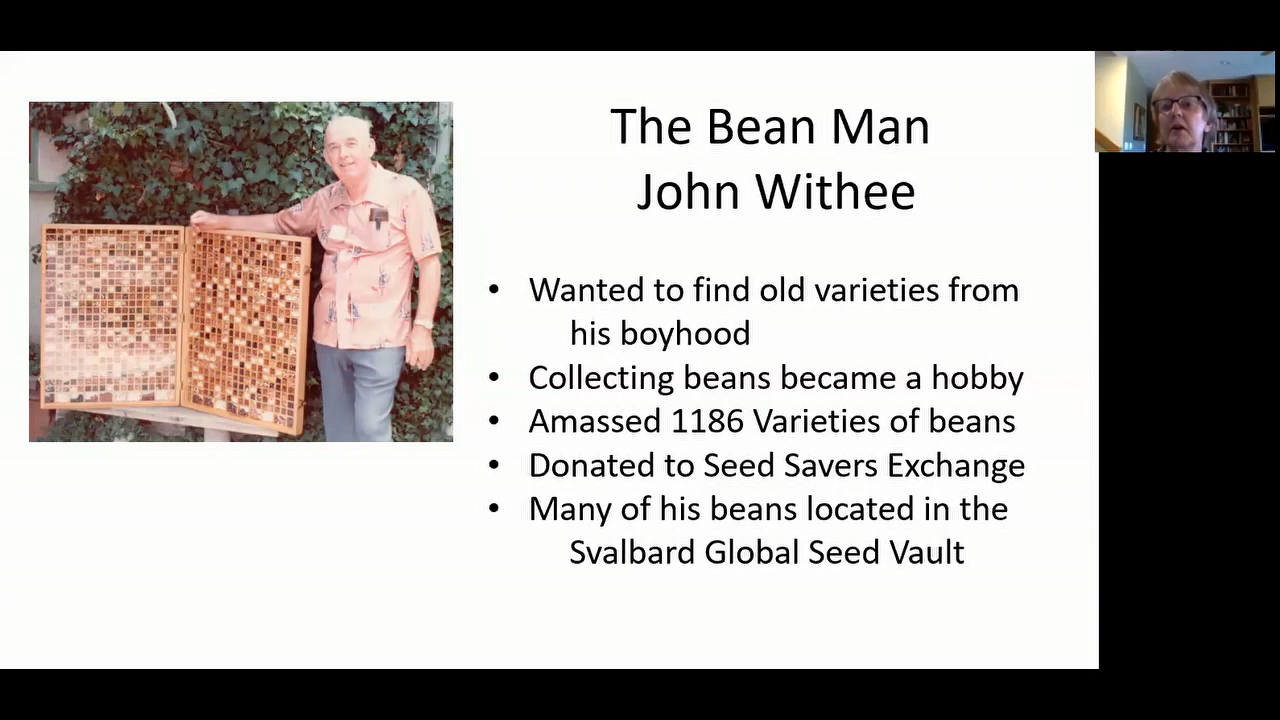 The Bean Man
John Withee
• Wanted to find old varieties from
his boyhood
• Collecting beans became a hobby
• Amassed 1186 Varieties of beans
• Donated to Seed Savers Exchange
• Many of his beans located in the
Svalbard Global Seed Vault